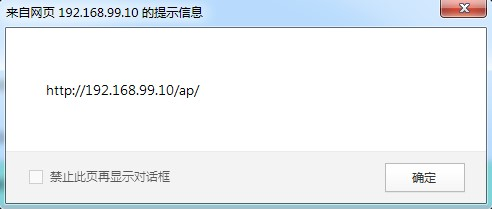 来自网页 192.168.99.10 的提示信息
http://192.168.99.10/ap/
禁止此页再显示对话框
确定